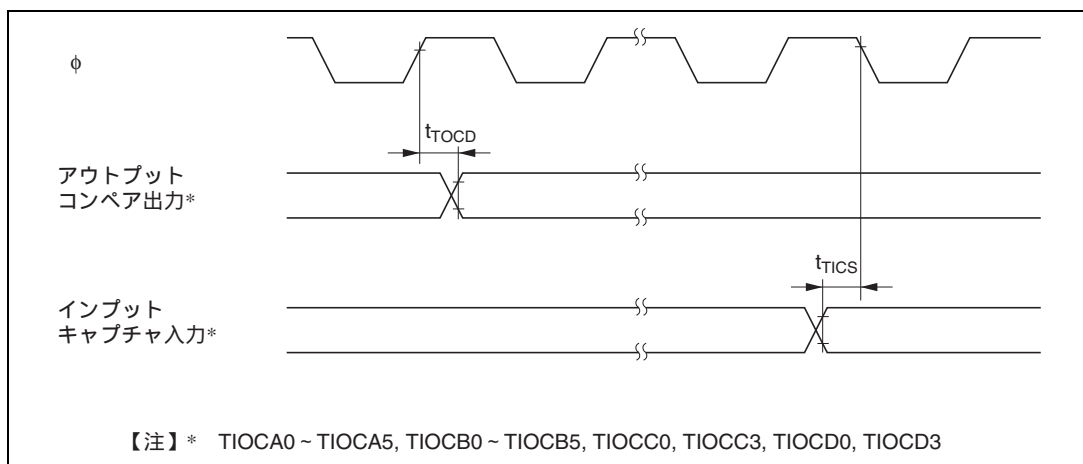 φ
tTOCD
アウトプット
コンペア出力*
tTICS
インプット
キャプチャ入力*
【注】* TIOCA0 ~ TIOCA5, TIOCB0 ~ TIOCB5, TIOCC0, TIOCC3, TIOCD0, TIOCD3